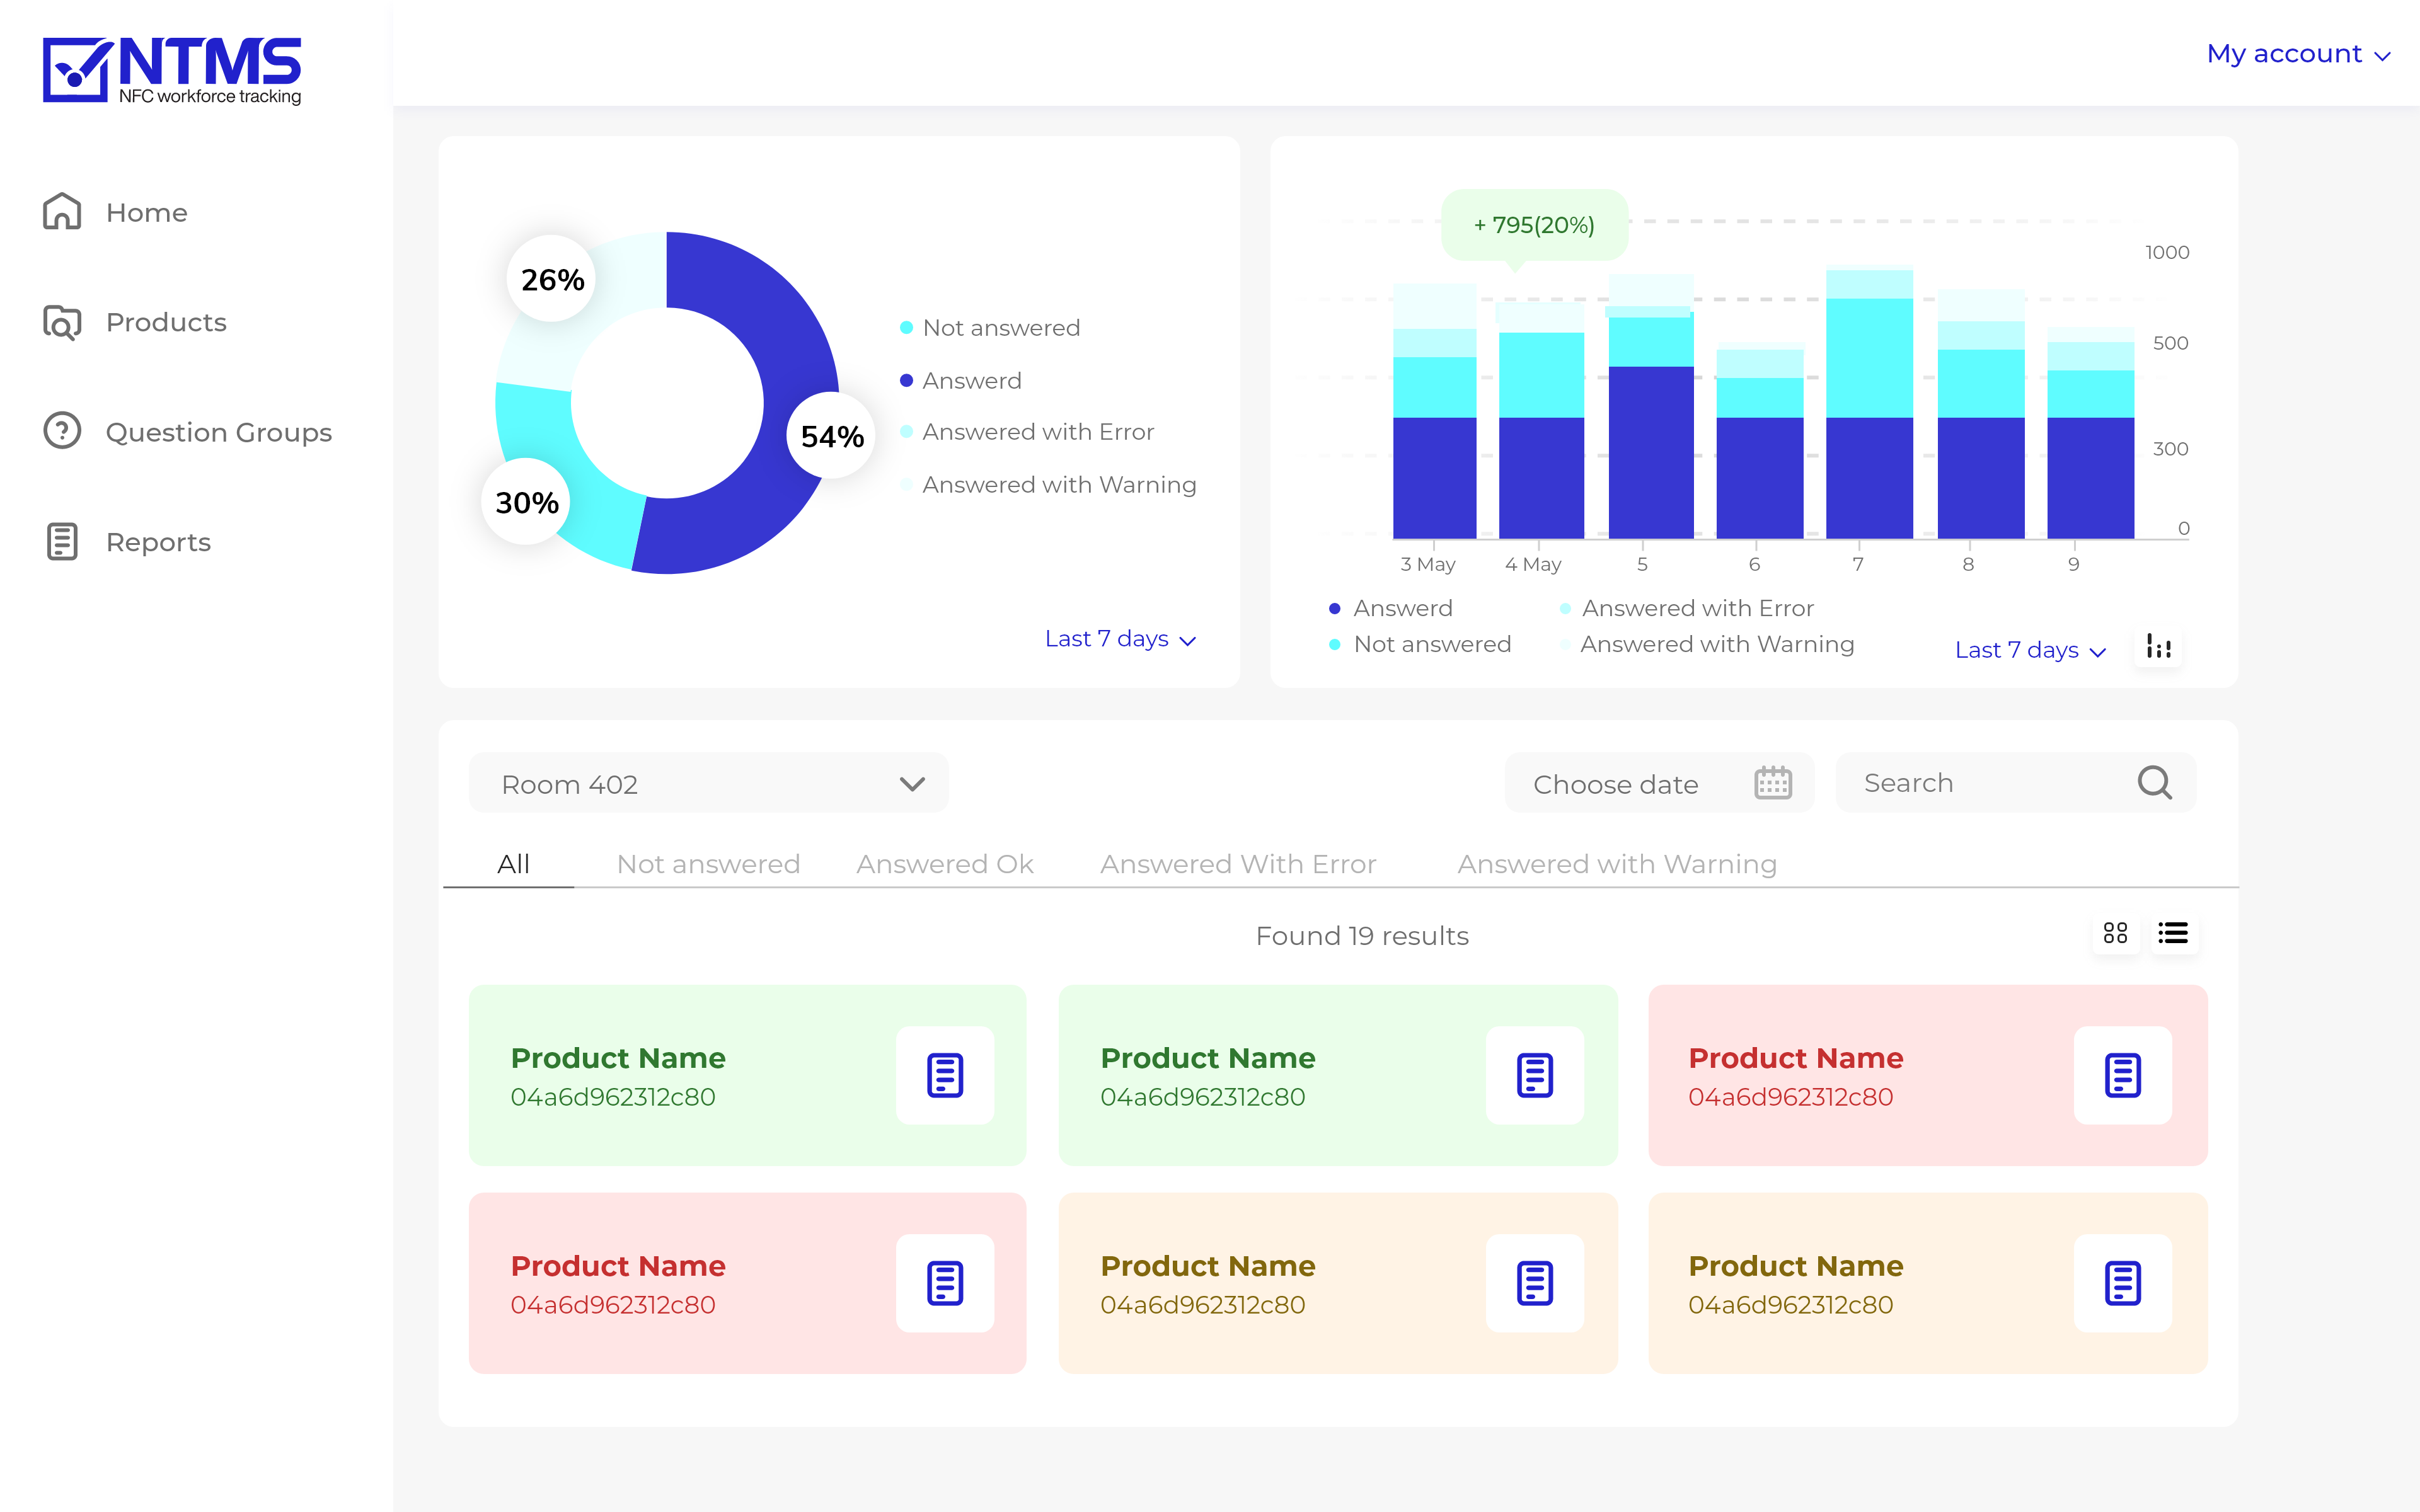 NTMS
NFC workforce tracking
My account
Home
Products
Question Groups
Reports
26%
54%
30%
Not answered
Answerd
Answered with Error
Answered with Warning
Last 7 days
+ 795(20%)
1000
500
300
0
3 May 4 May 5 6 7 8 9
Answerd
Answered with Error
Not answered
Answered with Warning
Last 7 days
Room 402
Choose date
Search
All Not answered Answered Ok Answered With Error Answered with Warning
Found 19 results
Product Name
04a6d962312c80
Product Name
04a6d962312c80
Product Name
04a6d962312c80
Product Name
04a6d962312c80
Product Name
04a6d962312c80
Product Name
04a6d962312c80